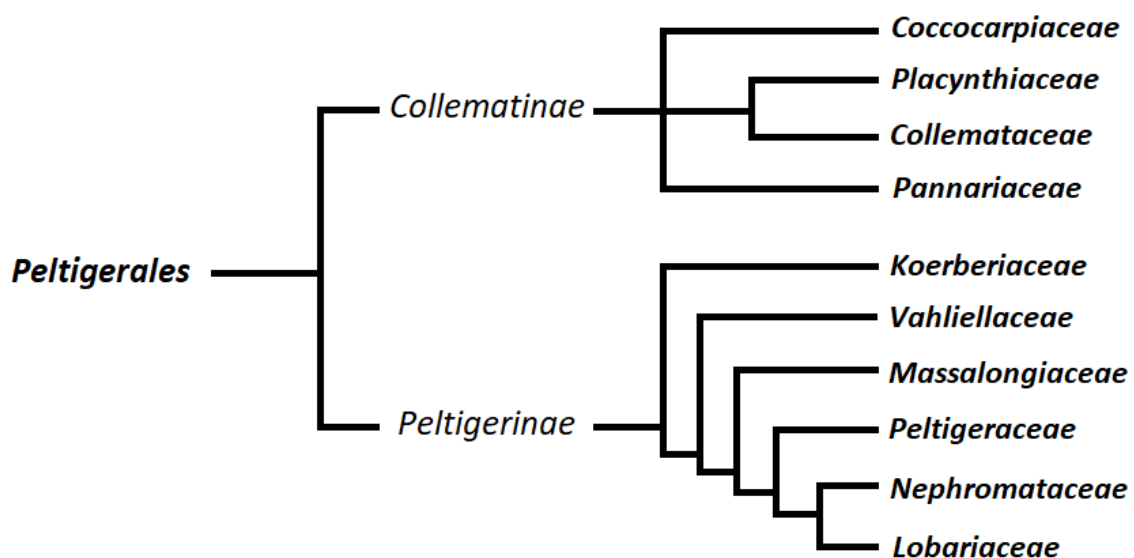 Coccocarpiaceae
Placynthiaceae
Collematinae
Collemataceae
Pannariaceae
Peltigerales
Koerberiaceae
Vahliellaceae
Massalongiaceae
Peltigerinae
Peltigeraceae
Nephromataceae
Lobariaceae